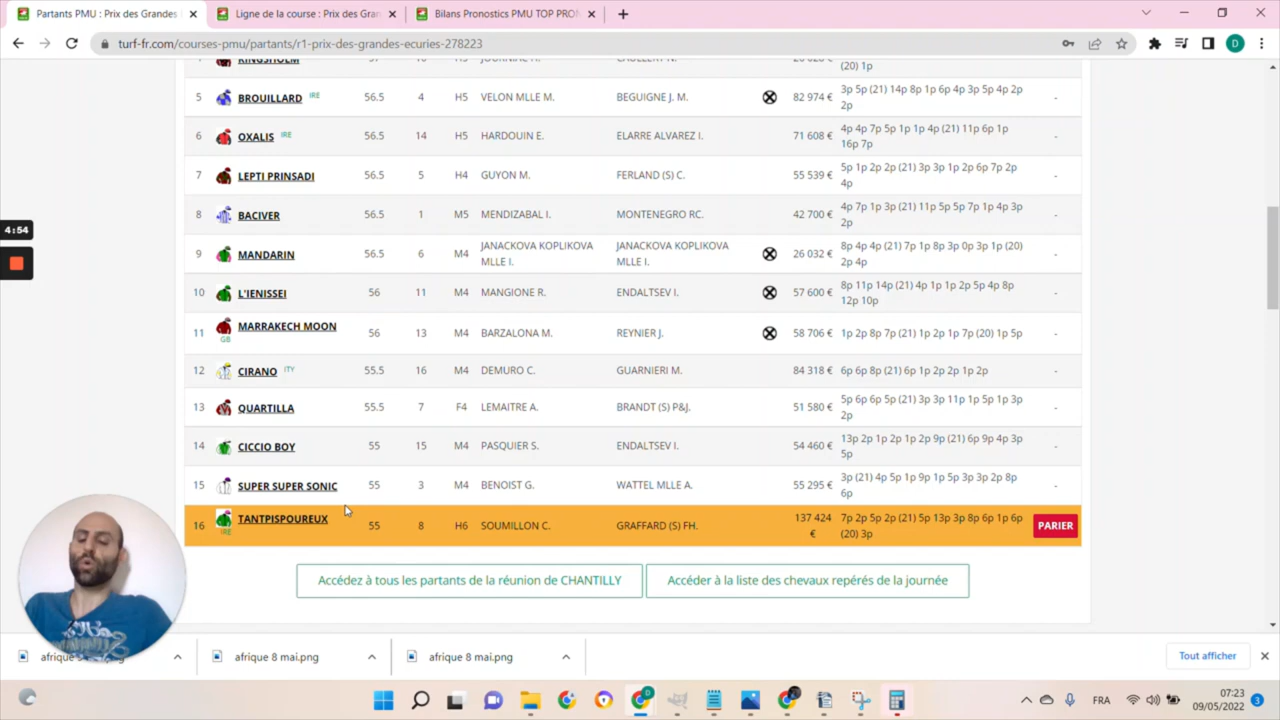 Partants PMU : Prix des Grandes
Ligne de la course : Prix des Gran
Bilans Pronostics PMU TOP PRON
turf-fr.com/courses-pmu/partants/r1-prix-des-grandes-ecuries-278223
D
KINGSHOLM
(20) 1p
5 BROUILLARD IRE 56.5 4 H5 VELON MLLE M. BEGUIGNE J. M. 82 974 € 3p 5p (21) 14p 8p 1p 6p 4p 3p 5p 4p 2p
2p -
6 OXALIS IRE 56.5 14 H5 HARDOUIN E. ELARRE ALVAREZ I. 71 608 € 4p 4p 7p 5p 1p 1p 4p (21) 11p 6p 1p
16p 7p -
7 LEPTI PRINSADI 56.5 5 H4 GUYON M. FERLAND (S) C. 55 539 € 5p 1p 2p 2p (21) 3p 3p 1p 2p 6p 7p 2p
4p -
8 BACIVER 56.5 1 M5 MENDIZABAL I. MONTENEGRO RC. 42 700 € 4p 7p 1p 3p (21) 11p 5p 5p 7p 1p 4p 3p
2p -
9 MANDARIN 56.5 6 M4 JANACKOVA KOPLIKOVA JANACKOVA KOPLIKOVA 26 032 € 8p 4p 4p (21) 7p 1p 8p 3p 0p 3p 1p (20)
MLLE I. MLLE I. 2p 4p -
10 L'IENISSEI 56 11 M4 MANGIONE R. ENDALTSEV I. 57 600 € 8p 11p 14p (21) 4p 1p 1p 2p 5p 4p 8p
12p 10p -
11 MARRAKECH MOON 56 13 M4 BARZALONA M. REYNIER J. 58 706 € 1p 2p 8p 7p (21) 1p 2p 1p 7p (20) 1p 5p -
GB
12 CIRANO ITY 55.5 16 M4 DEMURO C. GUARNIERI M. 84 318 € 6p 6p 8p (21) 6p 1p 2p 2p 1p 2p -
13 QUARTILLA 55.5 7 F4 LEMAITRE A. BRANDT (S) P&J. 51 580 € 5p 6p 6p 5p (21) 3p 3p 11p 1p 5p 1p 3p
2p -
14 CICCIO BOY 55 15 M4 PASQUIER S. ENDALTSEV I. 54 460 € 13p 2p 1p 2p 1p 2p 9p (21) 6p 9p 4p 3p
5p -
15 SUPER SUPER SONIC 55 3 M4 BENOIST G. WATTEL MLLE A. 55 295 € 3p (21) 4p 5p 1p 9p 1p 5p 3p 3p 2p 8p
6p -
16 TANTPISPOUREUX 55 8 H6 SOUMILLON C. GRAFFARD (S) FH. 137 424 7p 2p 5p 2p (21) 5p 13p 3p 8p 6p 1p 6p PARIER
IRE € (20) 3p
4:54
Accédez à tous les partants de la réunion de CHANTILLY
Accéder à la liste des chevaux repérés de la journée
afrique 8 mai.png
afrique 8 mai.png
Tout afficher
FRA
07:23
09/05/2022
3